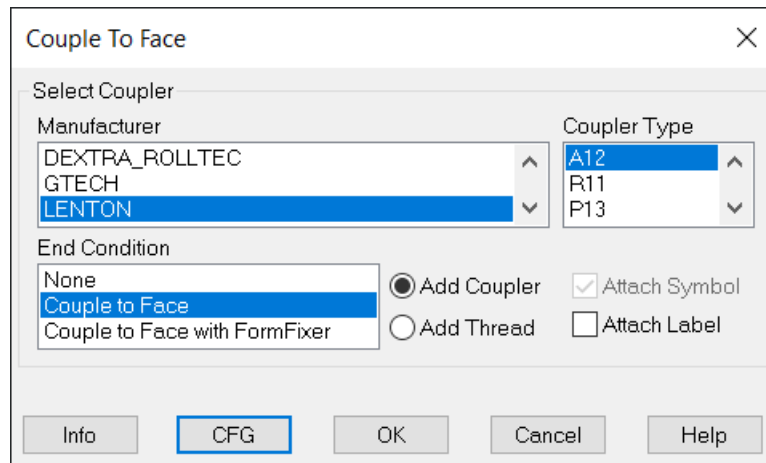 Couple To Face
Select Coupler
Manufacturer
Coupler Type
DEXTRA_ROLLTEC
GTECH
LENTON
A12
R11
P13
End Condition
None
Couple to Face
Couple to Face with FormFixer
Add Coupler
Add Thread
Attach Symbol
Attach Label
Info
CFG
OK
Cancel
Help